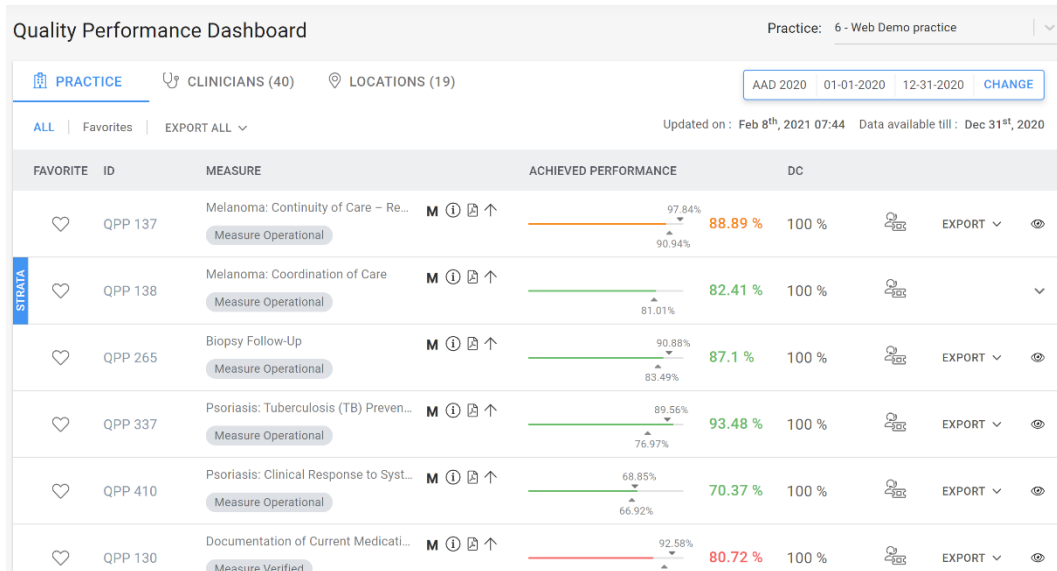 Quality Performance Dashboard
Practice: 6 - Web Demo practice
PRACTICE CLINICIANS (40) LOCATIONS (19)
AAD 2020 01-01-2020 12-31-2020 CHANGE
ALL Favorites EXPORT ALL
Updated on : Feb 8th, 2021 07:44 Data available till : Dec 31st, 2020
FAVORITE ID MEASURE ACHIEVED PERFORMANCE DC
QPP 137 Melanoma: Continuity of Care – Re... M 97.84% 88.89 % 100 % EXPORT
Measure Operational 90.94%
STRATA
QPP 138 Melanoma: Coordination of Care M 82.41 % 100 %
Measure Operational 81.01%
QPP 265 Biopsy Follow-Up M 90.88% 87.1 % 100 % EXPORT
Measure Operational 83.49%
QPP 337 Psoriasis: Tuberculosis (TB) Preven... M 89.56% 93.48 % 100 % EXPORT
Measure Operational 76.97%
QPP 410 Psoriasis: Clinical Response to Syst... M 68.85% 70.37 % 100 % EXPORT
Measure Operational 66.92%
QPP 130 Documentation of Current Medicati... M 92.58% 80.72 % 100 % EXPORT
Measure Verified